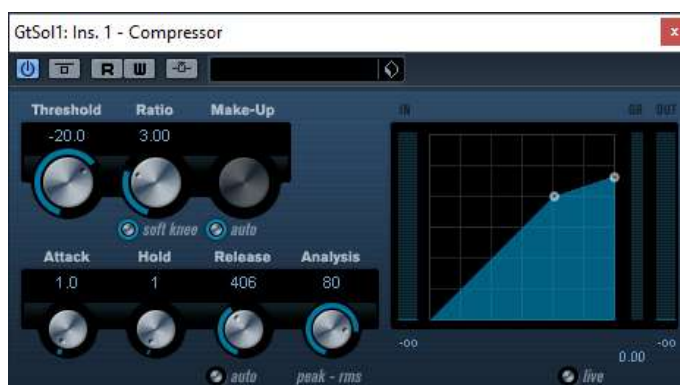 GtSol1: Ins. 1 - Compressor
x
R W
Threshold Ratio Make-Up
-20.0 3.00
soft knee auto
Attack Hold Release Analysis
1.0 1 406 80
auto peak - rms
IN GR OUT
-oo -oo
0.00
live